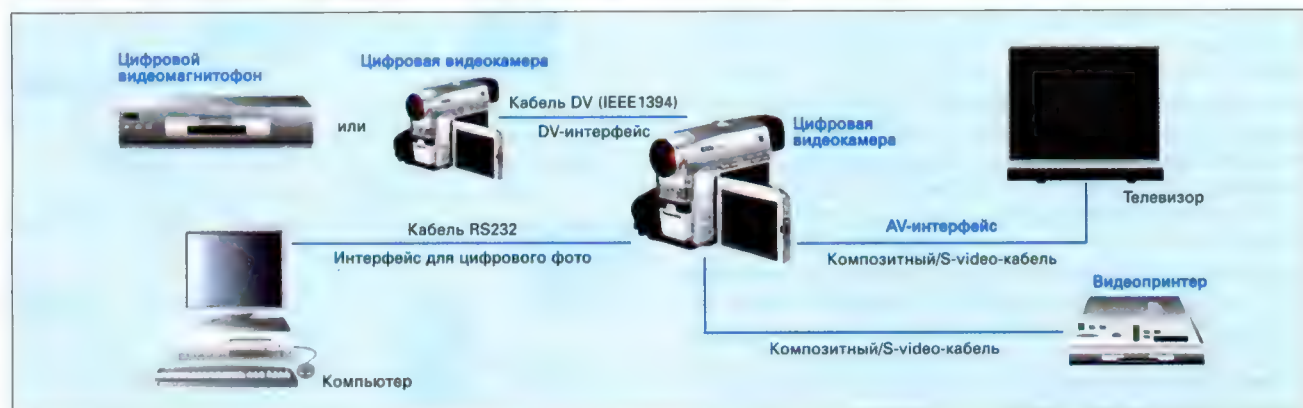 Цифровой
видеомагнитофон
или
Цифровая видеокамера
Кабель DV (IEEE1394)
DV-интерфейс
Цифровая
видеокамера
Телевизор
Кабель RS232
Интерфейс для цифрового фото
Компьютер
AV-интерфейс
Композитный/S-video-кабель
Видеопринтер
Композитный/S-video-кабель